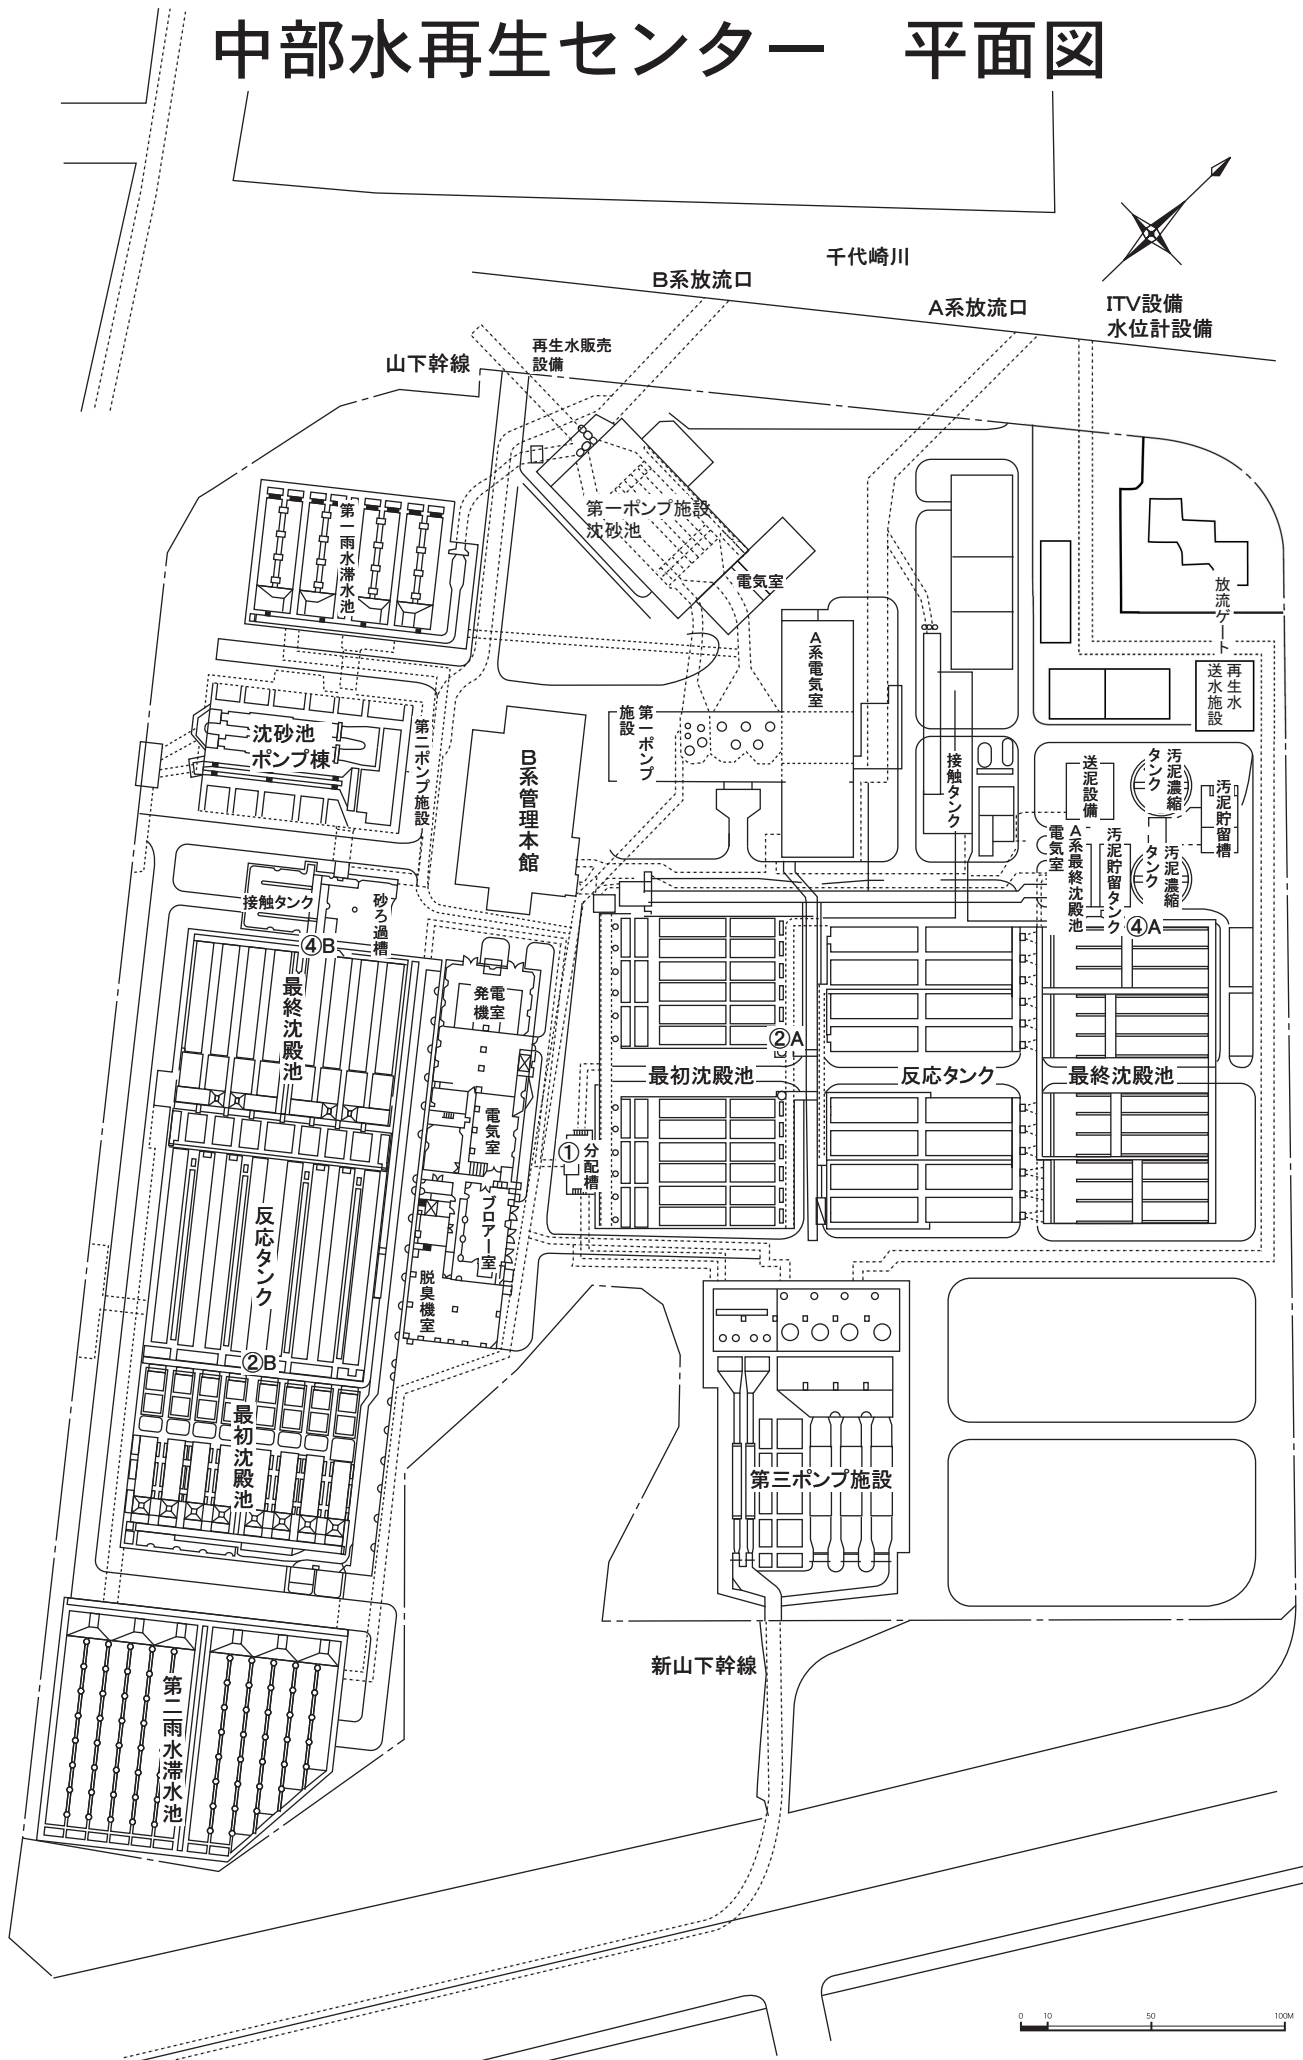 中部水再生センター　平面図
千代崎川
B系放流口
A系放流口
ITV設備
水位計設備
再生水販売
設備
山下幹線
第一雨水滞水池
第一ポンプ施設
沈砂池
電気室
放流ゲート
再生水
送水施設
A系電気室
第一ポンプ
施設
沈砂池
ポンプ棟
第二ポンプ施設
B系管理本館
接触タンク
送泥設備
汚泥濃縮
タンク
汚泥貯留槽
A系最終沈殿池
電気室
汚泥貯留タンク
汚泥濃縮
タンク
④A
接触タンク
砂ろ過槽
④B
最終沈殿池
発電
機室
②A
最初沈殿池
反応タンク
最終沈殿池
電気室
①
分配槽
ブロアー室
反応タンク
脱臭機室
②B
最初沈殿池
第三ポンプ施設
新山下幹線
第二雨水滞水池
0 10 50 100M